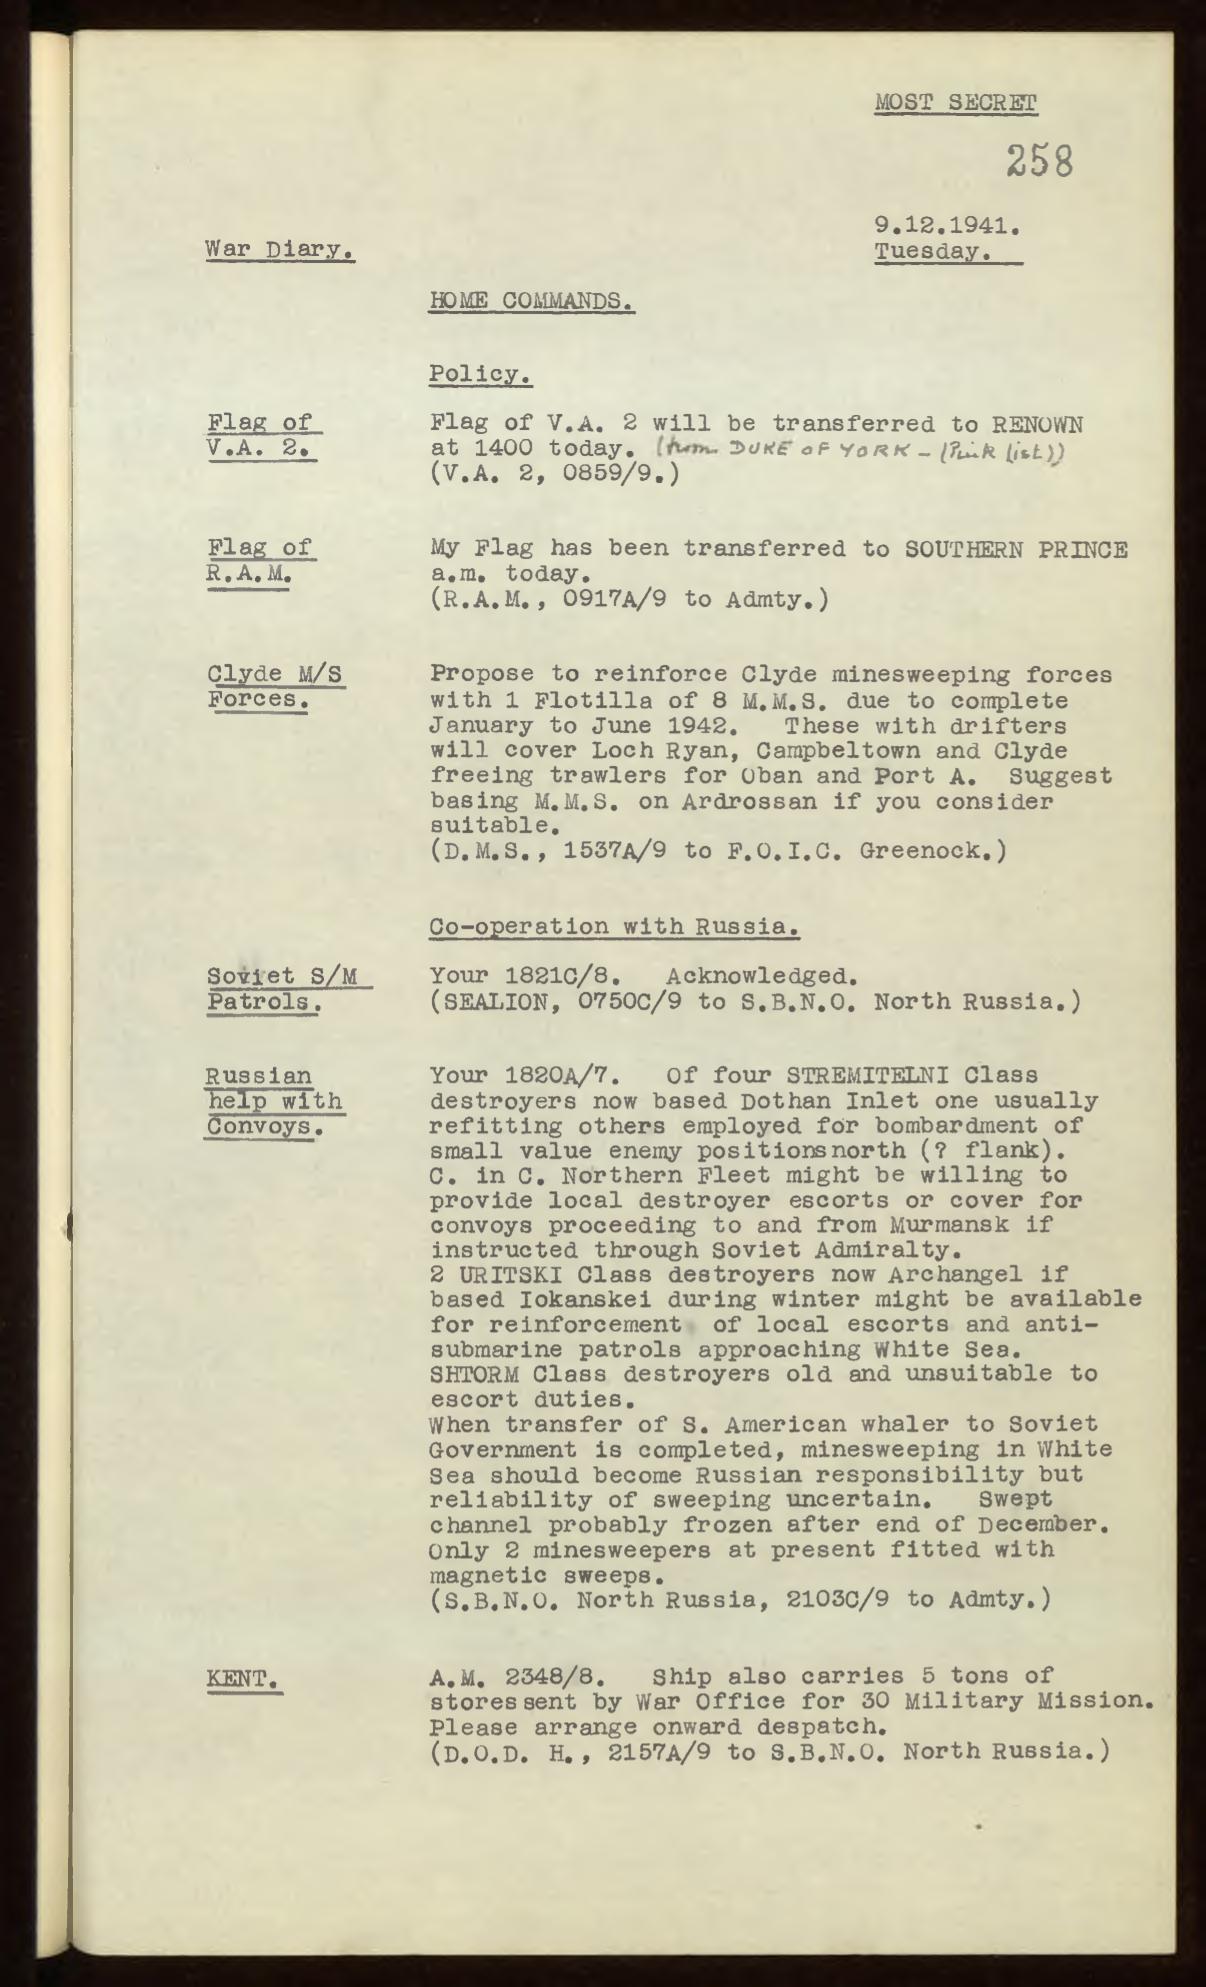 MOST SECRET
258
9.12.1941.
War Diary.
Tuesday.
HOME COMMANDS.
Policy.
Flag of
V.A. 2.
Flag of V.A. 2 will be transferred to RENOWN
at 1400 today. (from DUKE OF YORK - (Pink list))
(V.A. 2, 0859/9.)
Flag of
R.A.M.
My Flag has been transferred to SOUTHERN PRINCE
a.m. today.
(R.A.M., 0917A/9 to Admty.)
Clyde M/S
Forces.
Propose to reinforce Clyde minesweeping forces
with 1 Flotilla of 8 M.M.S. due to complete
January to June 1942. These with drifters
will cover Loch Ryan, Campbeltown and Clyde
freeing trawlers for Oban and Port A. Suggest
basing M.M.S. on Ardrossan if you consider
suitable.
(D.M.S., 1537A/9 to F.O.I.C. Greenock.)
Co-operation with Russia.
Soviet S/M
Patrols.
Your 1821C/8. Acknowledged.
(SEALION, 0750C/9 to S.B.N.O. North Russia.)
Russian
help with
Convoys.
Your 1820A/7. Of four STREMITELNI Class
destroyers now based Dothan Inlet one usually
refitting others employed for bombardment of
small value enemy positions north (? flank).
C. in C. Northern Fleet might be willing to
provide local destroyer escorts or cover for
convoys proceeding to and from Murmansk if
instructed through Soviet Admiralty.
2 URITSKI Class destroyers now Archangel if
based Iokanskei during winter might be available
for reinforcement of local escorts and anti-
submarine patrols approaching White Sea.
SHTORM Class destroyers old and unsuitable to
escort duties.
When transfer of S. American whaler to Soviet
Government is completed, minesweeping in White
Sea should become Russian responsibility but
reliability of sweeping uncertain. Swept
channel probably frozen after end of December.
Only 2 minesweepers at present fitted with
magnetic sweeps.
(S.B.N.O. North Russia, 2103C/9 to Admty.)
KENT.
A.M. 2348/8. Ship also carries 5 tons of
stores sent by War Office for 30 Military Mission.
Please arrange onward despatch.
(D.O.D. H., 2157A/9 to S.B.N.O. North Russia.)